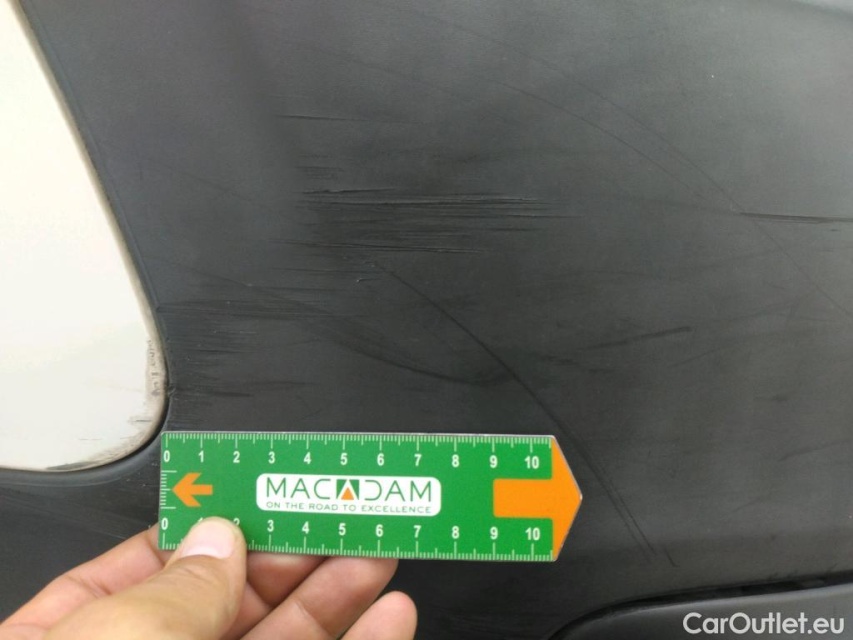 0 1 2 3 4 5 6 7 8 9 10
MACADAM
ON THE ROAD TO EXCELLENCE
0 2 3 4 5 6 7 8 9 10
CarOutlet.eu